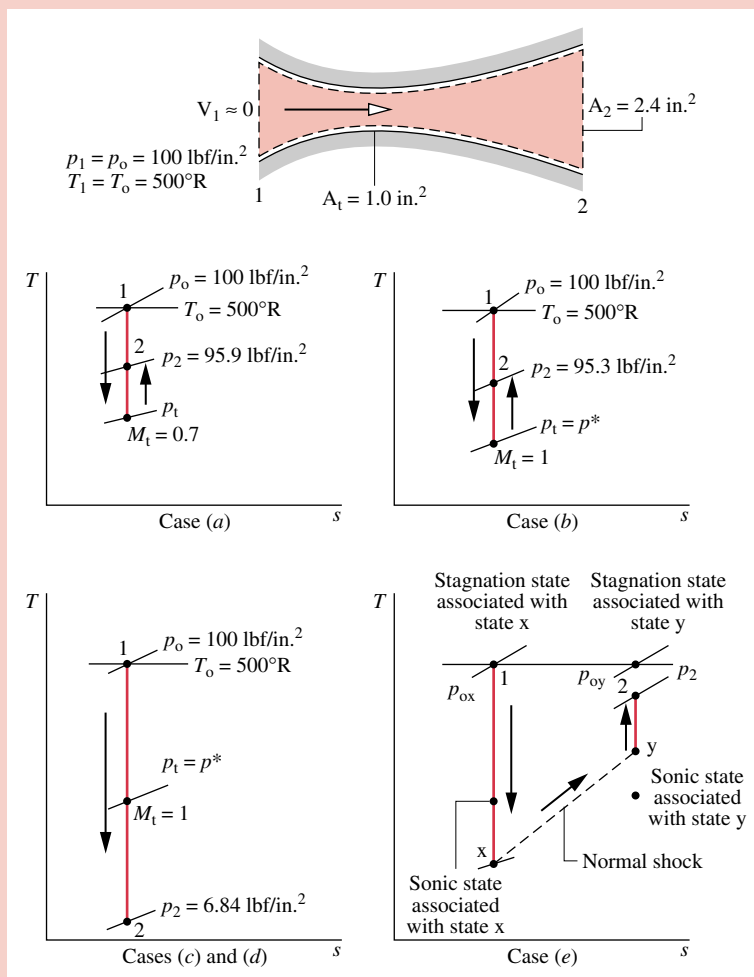 V₁ ≈ 0
A₂ = 2.4 in.²
p₁ = pₒ = 100 lbf/in.²
T₁ = Tₒ = 500°R
1
Aₜ = 1.0 in.²
2
T
1
pₒ = 100 lbf/in.²
Tₒ = 500°R
2
p₂ = 95.9 lbf/in.²
pₜ
Mₜ = 0.7
Case (a)
s
T
1
pₒ = 100 lbf/in.²
Tₒ = 500°R
2
p₂ = 95.3 lbf/in.²
pₜ = p*
Mₜ = 1
Case (b)
s
T
1
pₒ = 100 lbf/in.²
Tₒ = 500°R
pₜ = p*
Mₜ = 1
p₂ = 6.84 lbf/in.²
2
Cases (c) and (d)
s
Stagnation state
associated with
state x
Stagnation state
associated with
state y
T
pₒₓ
1
p_oy
2
p₂
y
Sonic state
associated
with state y
x
Normal shock
Sonic state
associated
with state x
Case (e)
s